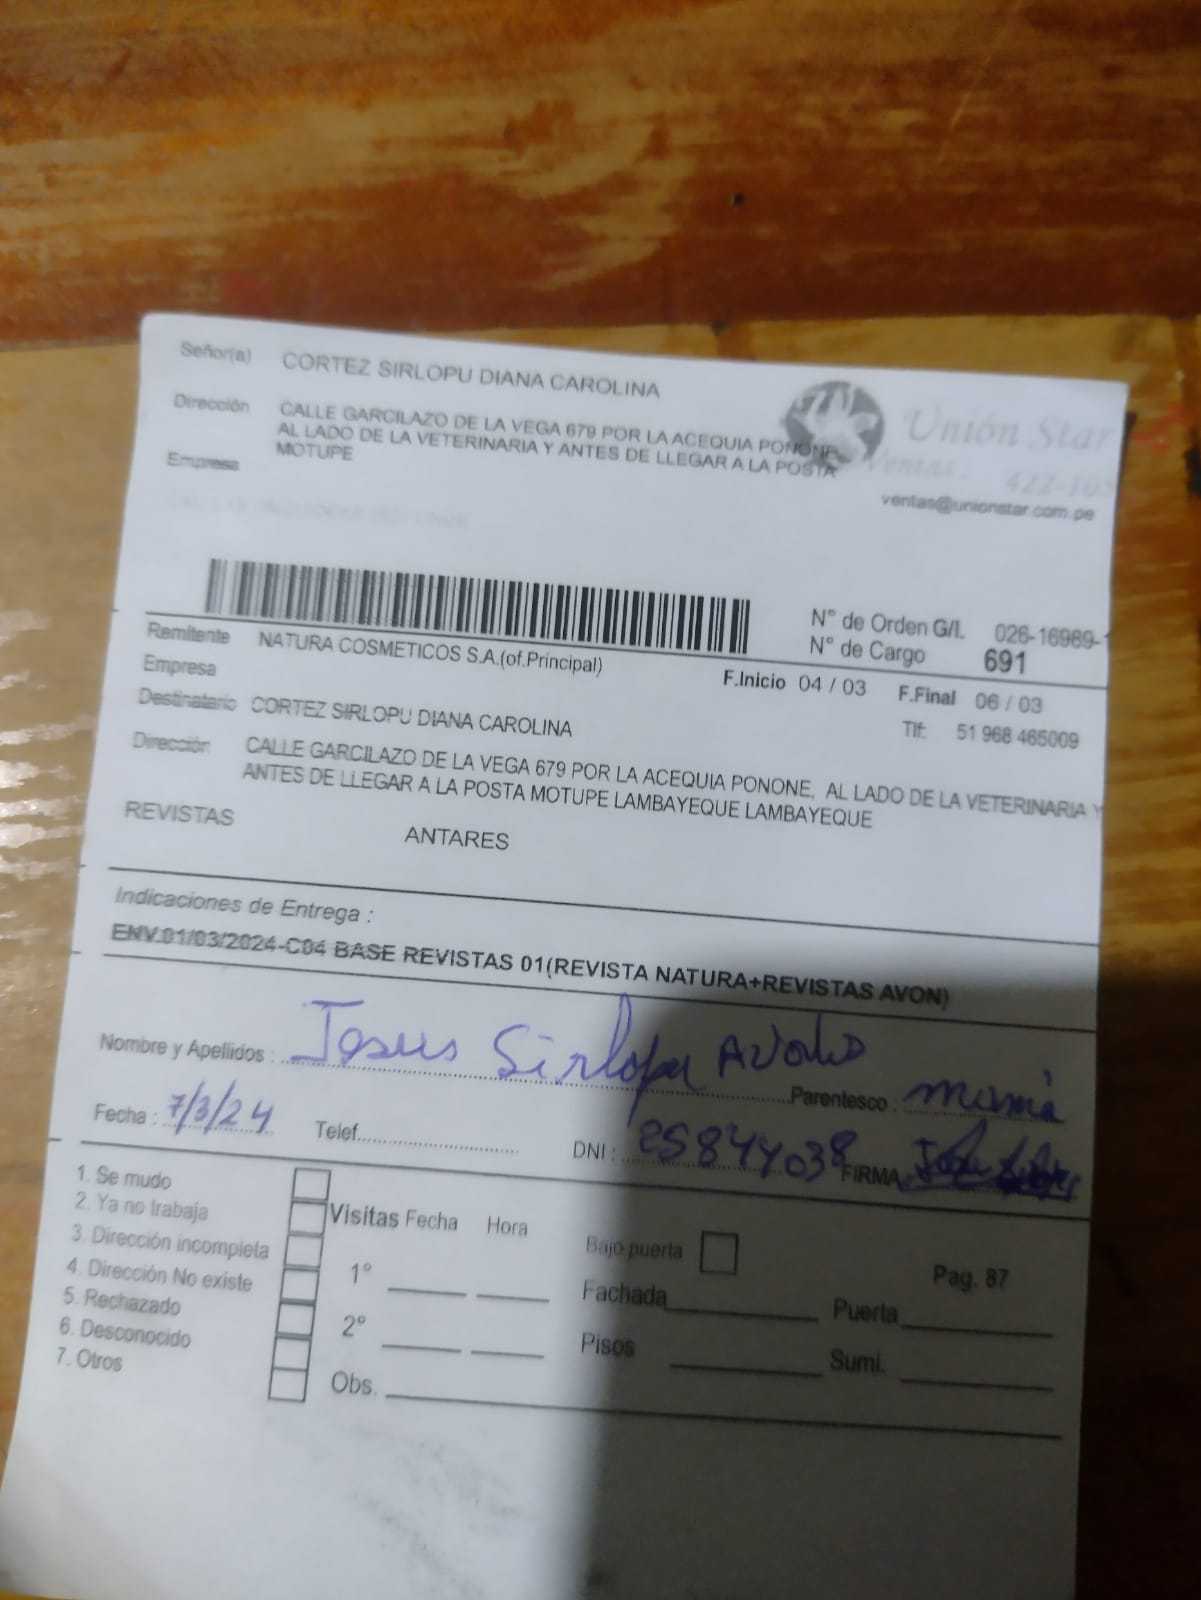 Señor(a) CORTEZ SIRLOPU DIANA CAROLINA
Dirección CALLE GARCILAZO DE LA VEGA 679 POR LA ACEQUIA PONONE,
AL LADO DE LA VETERINARIA Y ANTES DE LLEGAR A LA POSTA
MOTUPE
Empresa
Unión Star
Ventas: 422-105
ventas@unionstar.com.pe
N° de Orden G/I. 026-16989-
N° de Cargo 691
Remitente NATURA COSMETICOS S.A.(of.Principal)
Empresa
F.Inicio 04 / 03 F.Final 06 / 03
Destinatario CORTEZ SIRLOPU DIANA CAROLINA
Tlf: 51 968 465009
Dirección CALLE GARCILAZO DE LA VEGA 679 POR LA ACEQUIA PONONE, AL LADO DE LA VETERINARIA Y
ANTES DE LLEGAR A LA POSTA MOTUPE LAMBAYEQUE LAMBAYEQUE
REVISTAS ANTARES
Indicaciones de Entrega :
ENV.01/03/2024-C04 BASE REVISTAS 01(REVISTA NATURA+REVISTAS AVON)
Nombre y Apellidos : Jesus Sirlopu Parentesco : mamá
Fecha : 7/3/24 Telef. DNI : 25844038 FIRMA
1. Se mudo
2. Ya no trabaja
3. Dirección incompleta
4. Dirección No existe
5. Rechazado
6. Desconocido
7. Otros
Visitas Fecha Hora
1°
2°
Obs.
Bajo puerta
Pag. 87
Fachada Puerta
Pisos Sumi.